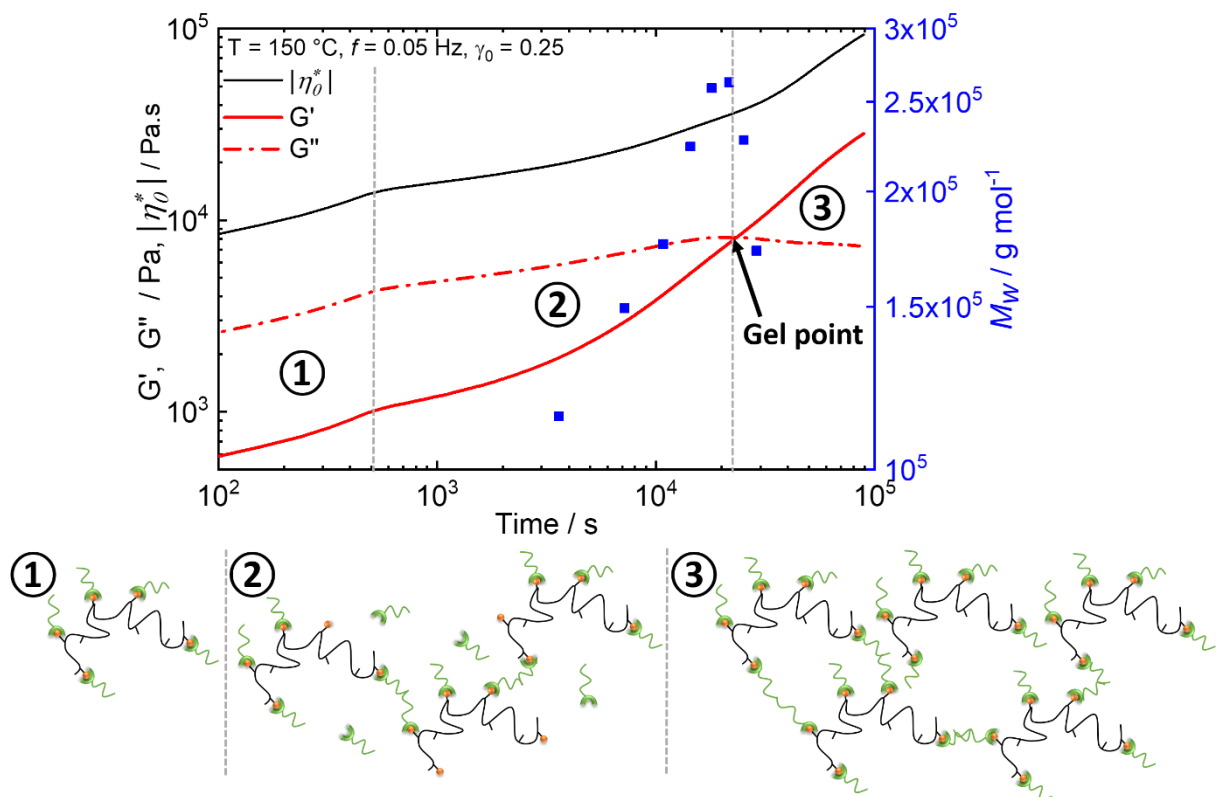 T = 150 °C, f = 0.05 Hz, γ₀ = 0.25
|η₀*|
G'
G''
G', G'' / Pa, |η₀*| / Pa.s
10⁵
10⁴
10³
3x10⁵
2.5x10⁵
2x10⁵
1.5x10⁵
10⁵
M_W / g mol⁻¹
①
②
③
Gel point
10² 10³ 10⁴ 10⁵
Time / s
① ② ③